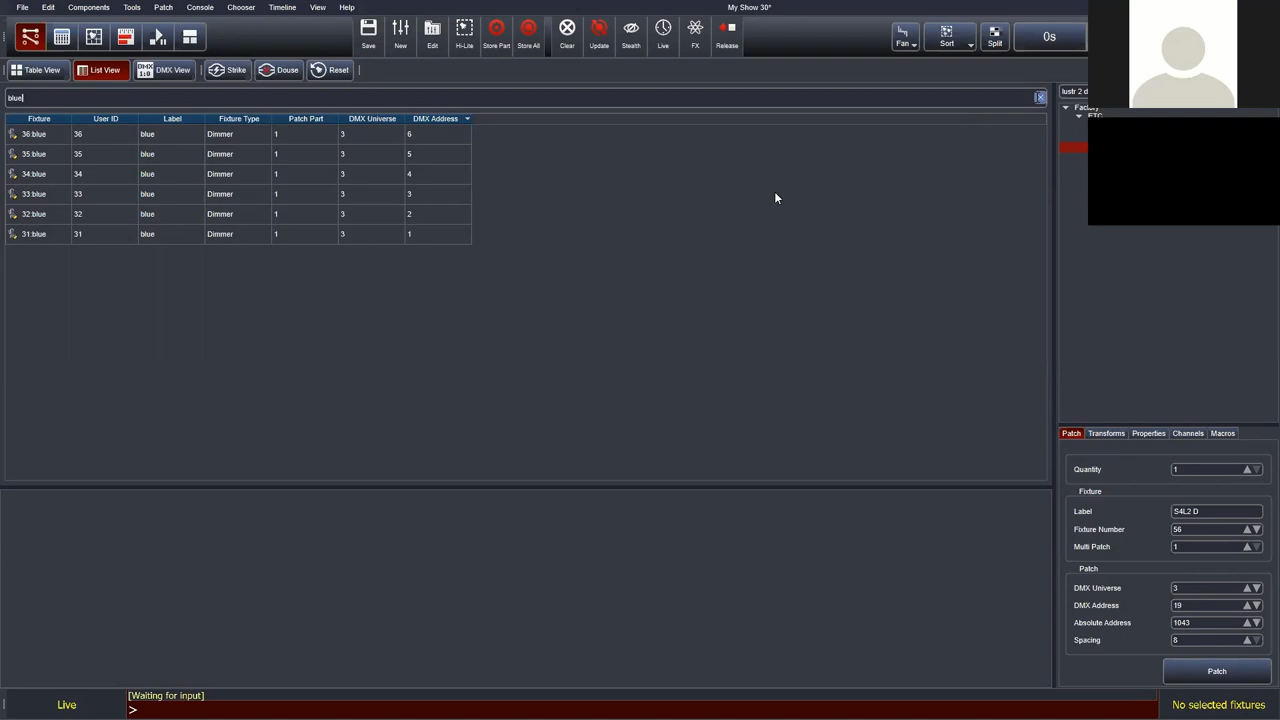 File Edit Components Tools Patch Console Chooser Timeline View Help My Show 30*
Save New Edit Hi-Lite Store Part Store All Clear Update Stealth Live FX Release Fan Sort Split 0s
Table View List View DMX 1:0 DMX View Strike Douse Reset
blue lustr 2 d
Fixture User ID Label Fixture Type Patch Part DMX Universe DMX Address
36:blue 36 blue Dimmer 1 3 6
35:blue 35 blue Dimmer 1 3 5
34:blue 34 blue Dimmer 1 3 4
33:blue 33 blue Dimmer 1 3 3
32:blue 32 blue Dimmer 1 3 2
31:blue 31 blue Dimmer 1 3 1
Patch Transforms Properties Channels Macros
Quantity 1
Fixture
Label S4L2 D
Fixture Number 56
Multi Patch 1
Patch
DMX Universe 3
DMX Address 19
Absolute Address 1043
Spacing 8
Patch
Live [Waiting for input] No selected fixtures
>